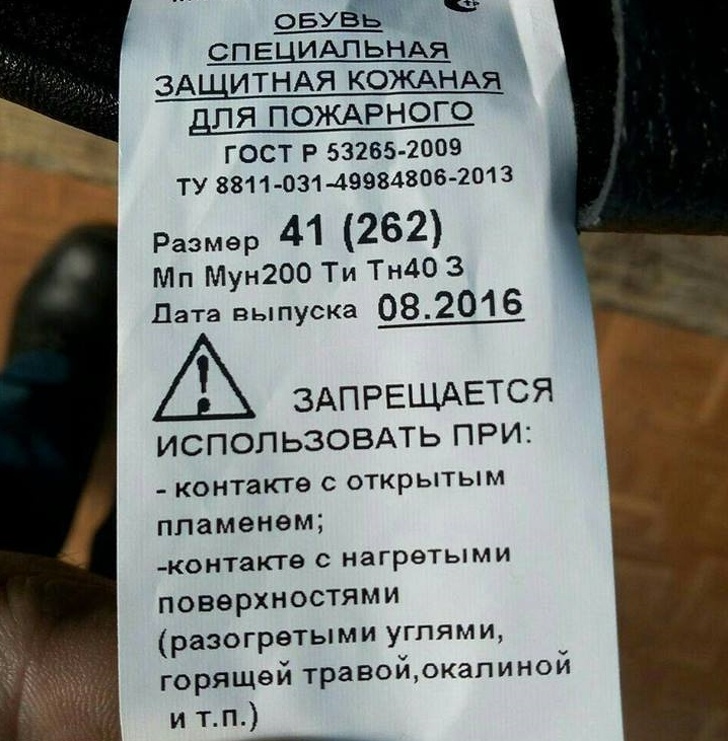 ОБУВЬ
СПЕЦИАЛЬНАЯ
ЗАЩИТНАЯ КОЖАНАЯ
ДЛЯ ПОЖАРНОГО
ГОСТ Р 53265-2009
ТУ 8811-031-49984806-2013
Размер 41 (262)
Мп Мун200 Ти Тн40 З
Дата выпуска 08.2016
ЗАПРЕЩАЕТСЯ
ИСПОЛЬЗОВАТЬ ПРИ:
- контакте с открытым
пламенем;
-контакте с нагретыми
поверхностями
(разогретыми углями,
горящей травой,окалиной
и т.п.)